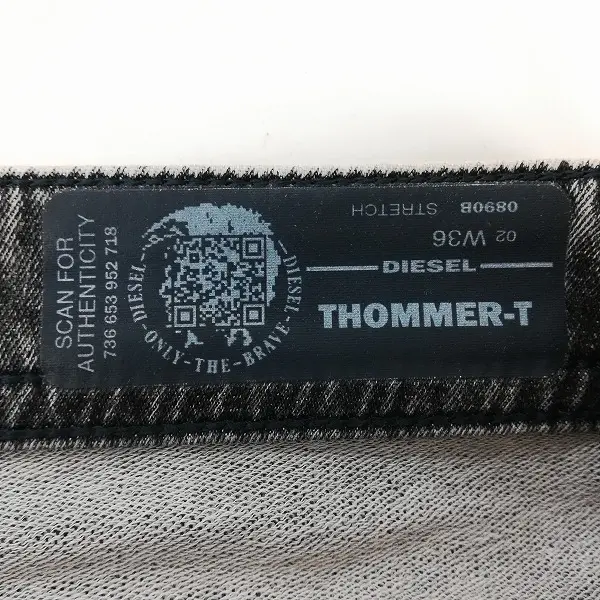 SCAN FOR
AUTHENTICITY
736 653 952 718
DIESEL-ONLY-THE-BRAVE-DIESEL
0890B
STRETCH
02 W36
DIESEL
THOMMER-T